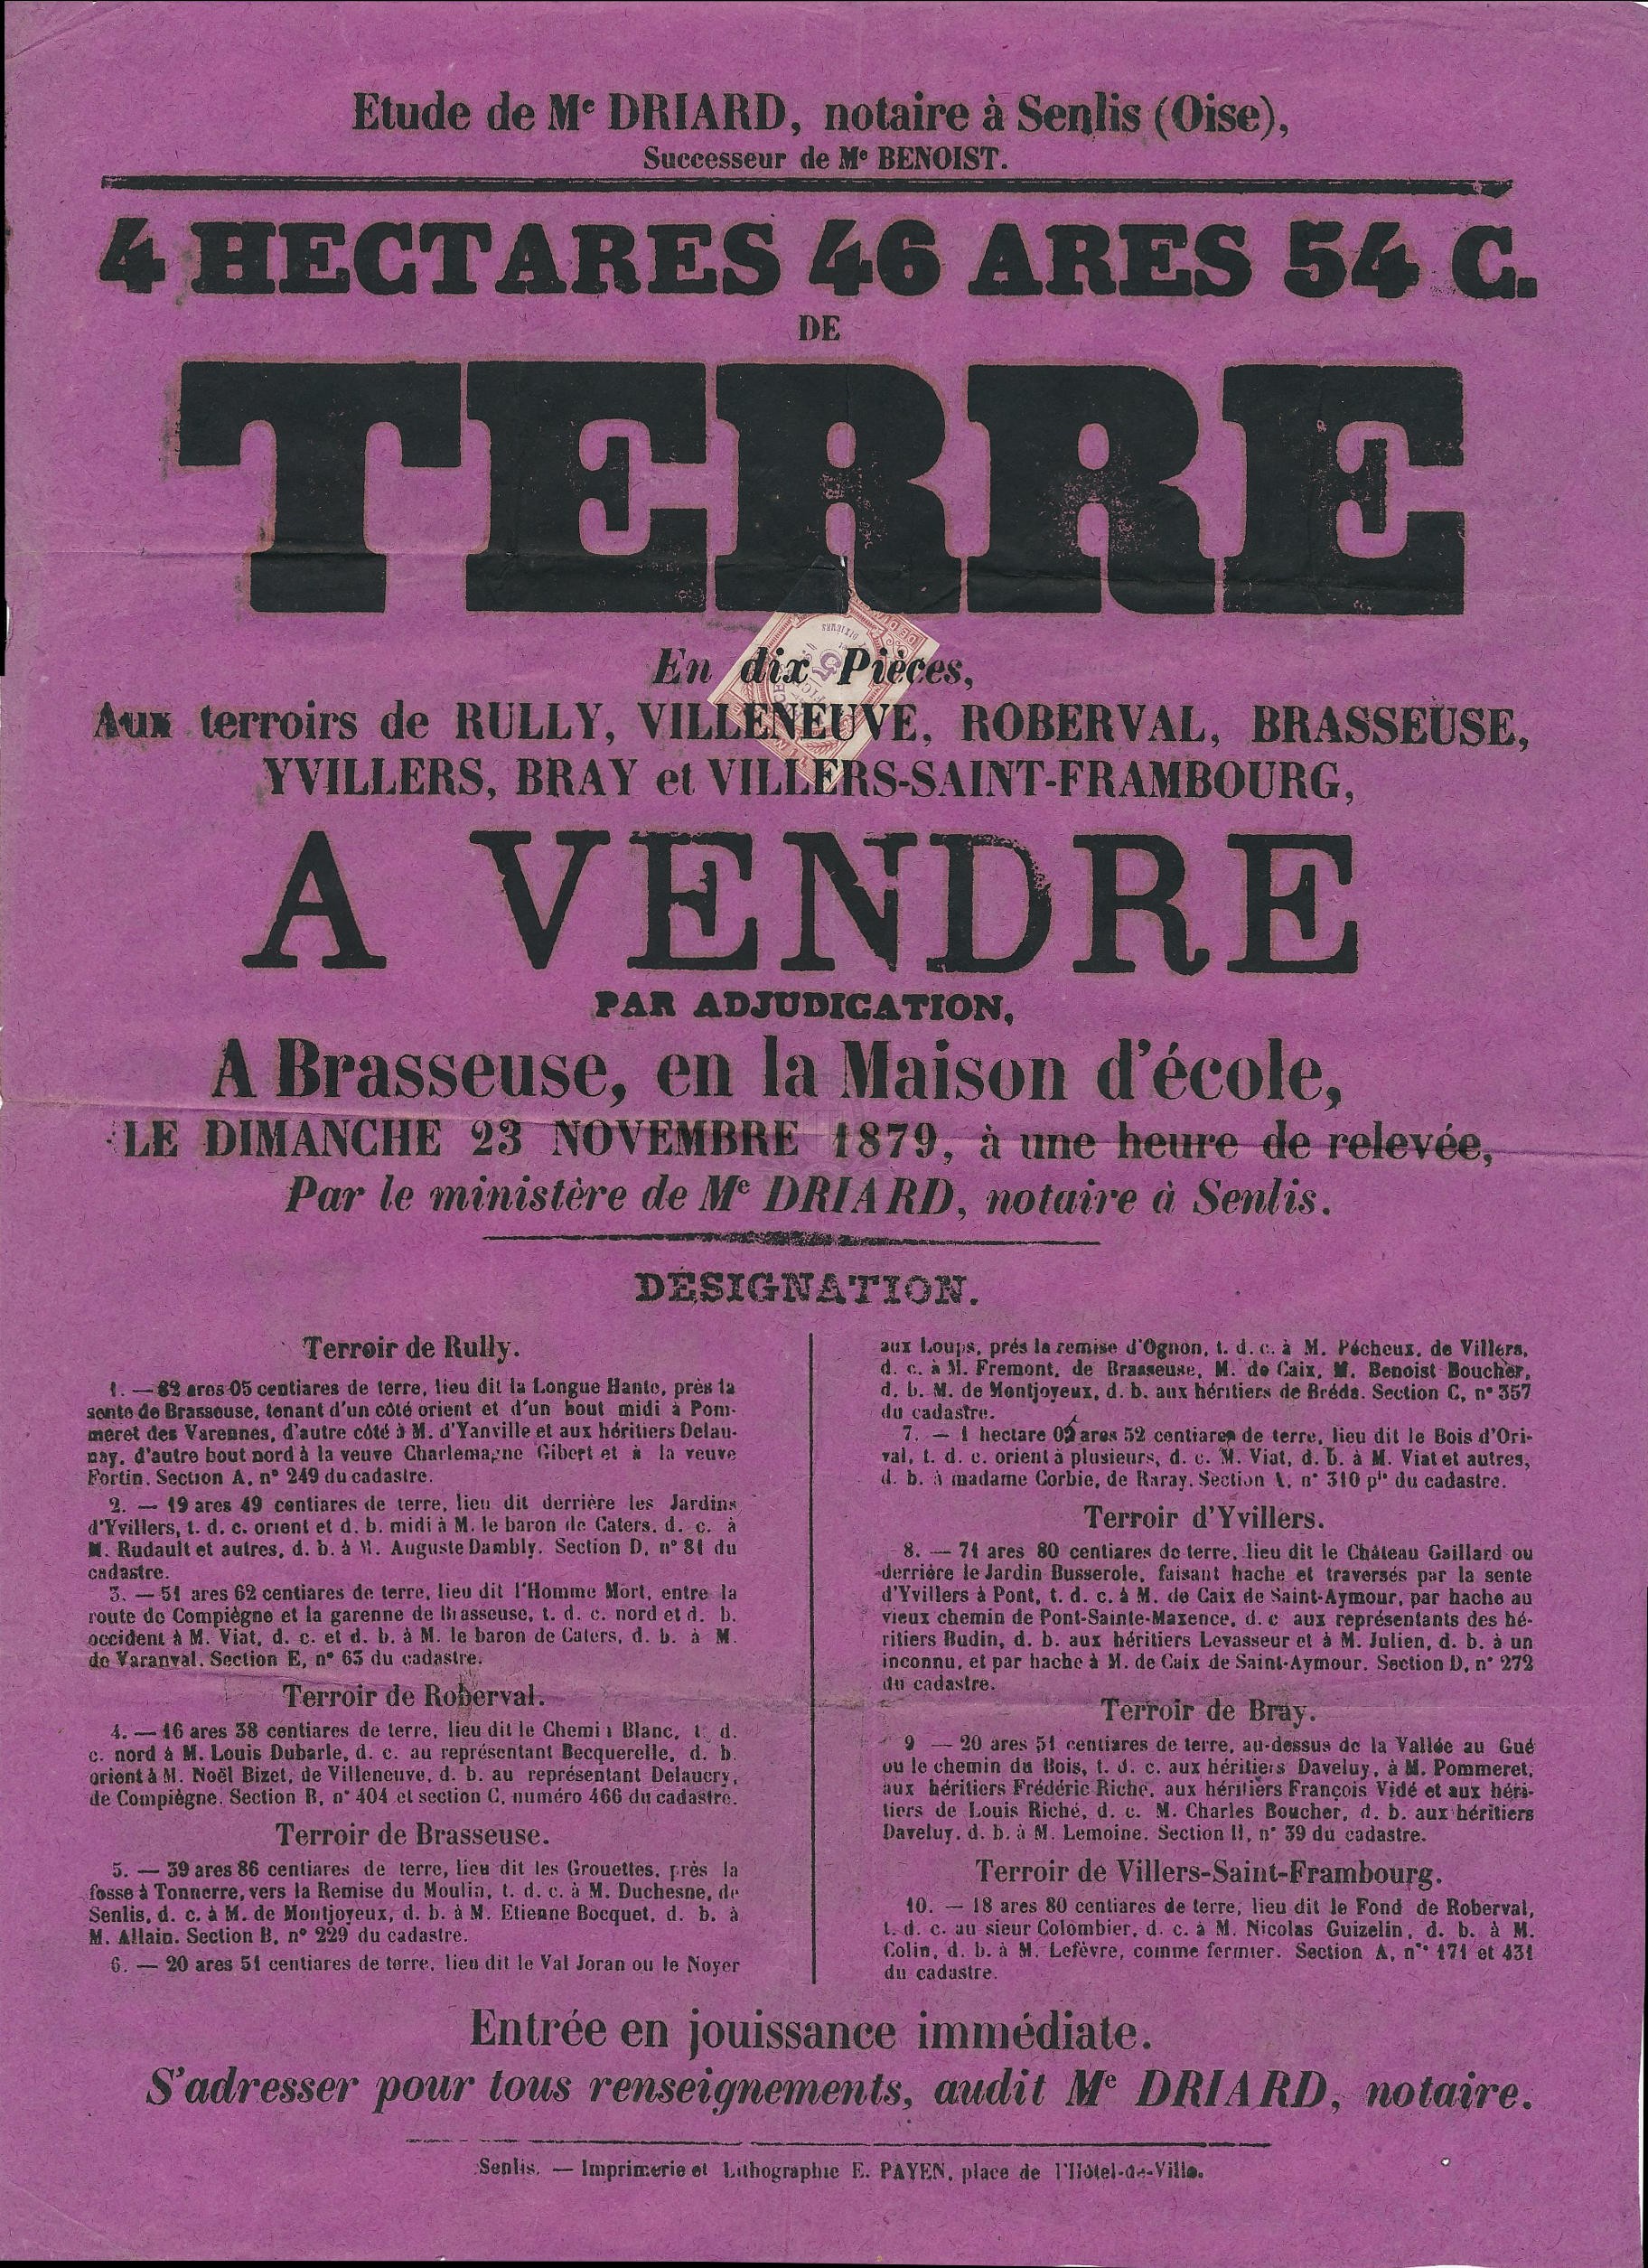 Etude de Me DRIARD, notaire à Senlis (Oise),
Successeur de Me BENOIST.
4 HECTARES 46 ARES 54 C.
DE
TERRE
En dix Pièces,
Aux terroirs de RULLY, VILLENEUVE, ROBERVAL, BRASSEUSE,
YVILLERS, BRAY et VILLERS-SAINT-FRAMBOURG,
A VENDRE
PAR ADJUDICATION,
A Brasseuse, en la Maison d'école,
LE DIMANCHE 23 NOVEMBRE 1879, à une heure de relevée,
Par le ministère de Me DRIARD, notaire à Senlis.
DÉSIGNATION.
Terroir de Rully.
1. — 82 ares 05 centiares de terre, lieu dit la Longue Hante, près la
sente de Brasseuse, tenant d'un côté orient et d'un bout midi à Pom-
meret des Varennes, d'autre côté à M. d'Yanville et aux héritiers Delau-
nay, d'autre bout nord à la veuve Charlemagne Gibert et à la veuve
Fortin. Section A, n° 249 du cadastre.
2. — 19 ares 49 centiares de terre, lieu dit derrière les Jardins
d'Yvillers, t. d. c. orient et d. b. midi à M. le baron de Caters, d. c. à
M. Rudault et autres, d. b. à M. Auguste Dambly. Section D, n° 81 du
cadastre.
3. — 51 ares 62 centiares de terre, lieu dit l'Homme Mort, entre la
route de Compiègne et la garenne de Brasseuse, t. d. c. nord et d. b.
occident à M. Viat, d. c. et d. b. à M. le baron de Caters, d. b. à M.
de Varanval. Section E, n° 63 du cadastre.
Terroir de Roberval.
4. — 16 ares 38 centiares de terre, lieu dit le Chemin Blanc, t. d.
c. nord à M. Louis Dubarle, d. c. au représentant Becquerelle, d. b.
orient à M. Noël Bizet, de Villeneuve, d. b. au représentant Delaucry,
de Compiègne. Section B, n° 404 et section C, numéro 466 du cadastre.
Terroir de Brasseuse.
5. — 39 ares 86 centiares de terre, lieu dit les Grouettes, près la
fosse à Tonnerre, vers la Remise du Moulin, t. d. c. à M. Duchesne, de
Senlis, d. c. à M. de Montjoyeux, d. b. à M. Etienne Bocquet, d. b. à
M. Allain. Section B, n° 229 du cadastre.
6. — 20 ares 51 centiares de terre, lieu dit le Val Joran ou le Noyer
aux Loups, près la remise d'Ognon, t. d. c. à M. Pécheux, de Villers,
d. c. à M. Fremont, de Brasseuse, M. de Caix, M. Benoist Boucher,
d. b. M. de Montjoyeux, d. b. aux héritiers de Bréda. Section C, n° 357
du cadastre.
7. — 1 hectare 05 ares 52 centiares de terre, lieu dit le Bois d'Ori-
val, t. d. c. orient à plusieurs, d. c. M. Viat, d. b. à M. Viat et autres,
d. b. à madame Corbie, de Raray. Section A, n° 310 pie du cadastre.
Terroir d'Yvillers.
8. — 71 ares 80 centiares de terre, lieu dit le Château Gaillard ou
derrière le Jardin Busserole, faisant hache et traversés par la sente
d'Yvillers à Pont, t. d. c. à M. de Caix de Saint-Aymour, par hache au
vieux chemin de Pont-Sainte-Maxence, d. c aux représentants des hé-
ritiers Budin, d. b. aux héritiers Levasseur et à M. Julien, d. b. à un
inconnu, et par hache à M. de Caix de Saint-Aymour. Section D, n° 272
du cadastre.
Terroir de Bray.
9 — 20 ares 51 centiares de terre, au-dessus de la Vallée au Gué
ou le chemin du Bois, t. d. c. aux héritiers Daveluy, à M. Pommeret,
aux héritiers Frédéric Riche, aux héritiers François Vidé et aux héri-
tiers de Louis Riché, d. c. M. Charles Boucher, d. b. aux héritiers
Daveluy, d. b. à M. Lemoine. Section H, n° 39 du cadastre.
Terroir de Villers-Saint-Frambourg.
10. — 18 ares 80 centiares de terre, lieu dit le Fond de Roberval,
t. d. c. au sieur Colombier, d. c. à M. Nicolas Guizelin, d. b. à M.
Colin, d. b. à M. Lefèvre, comme fermier. Section A, nos 171 et 431
du cadastre.
Entrée en jouissance immédiate.
S'adresser pour tous renseignements, audit Me DRIARD, notaire.
Senlis. — Imprimerie et Lithographie E. PAYEN, place de l'Hôtel-de-Ville.